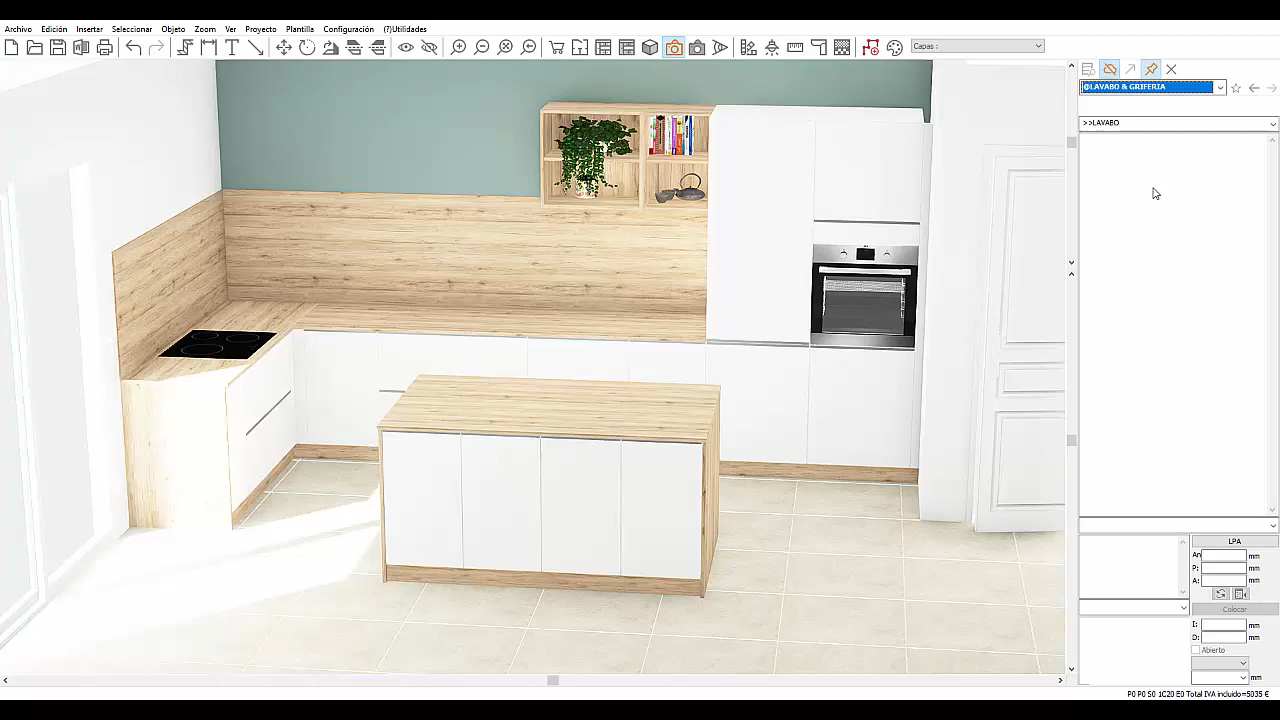 Archivo Edición Insertar Seleccionar Objeto Zoom Ver Proyecto Plantilla Configuración (?)Utilidades
Capas :
@LAVABO & GRIFERIA
>>LAVABO
LPA
An mm
P: mm
A: mm
Colocar
I: mm
D: mm
Abierto
mm
P0 P0 S0 1C20 E0 Total IVA incluido=5035 €